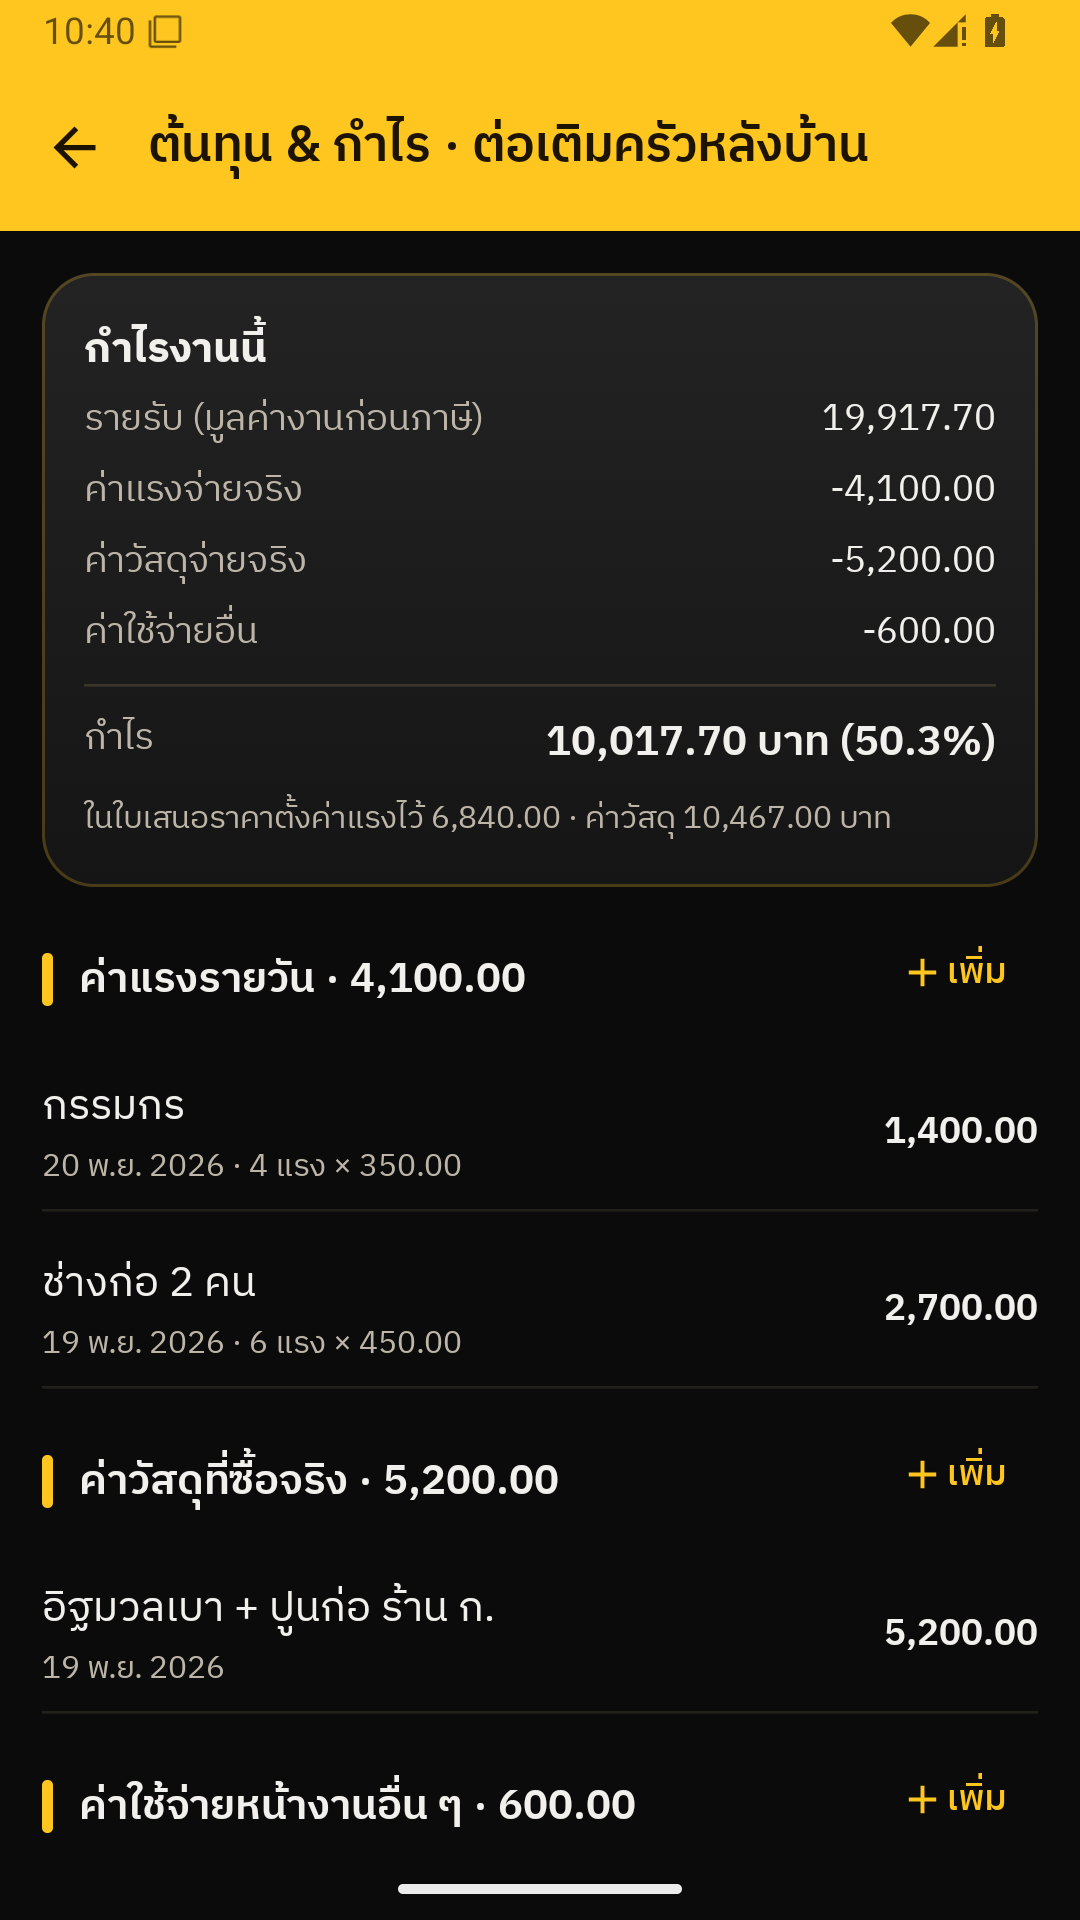 10:40
ต้นทุน & กำไร · ต่อเติมครัวหลังบ้าน
กำไรงานนี้
รายรับ (มูลค่างานก่อนภาษี) 19,917.70
ค่าแรงจ่ายจริง -4,100.00
ค่าวัสดุจ่ายจริง -5,200.00
ค่าใช้จ่ายอื่น -600.00
กำไร 10,017.70 บาท (50.3%)
ในใบเสนอราคาตั้งค่าแรงไว้ 6,840.00 · ค่าวัสดุ 10,467.00 บาท
ค่าแรงรายวัน · 4,100.00 + เพิ่ม
กรรมกร 1,400.00
20 พ.ย. 2026 · 4 แรง × 350.00
ช่างก่อ 2 คน 2,700.00
19 พ.ย. 2026 · 6 แรง × 450.00
ค่าวัสดุที่ซื้อจริง · 5,200.00 + เพิ่ม
อิฐมวลเบา + ปูนก่อ ร้าน ก. 5,200.00
19 พ.ย. 2026
ค่าใช้จ่ายหน้างานอื่น ๆ · 600.00 + เพิ่ม